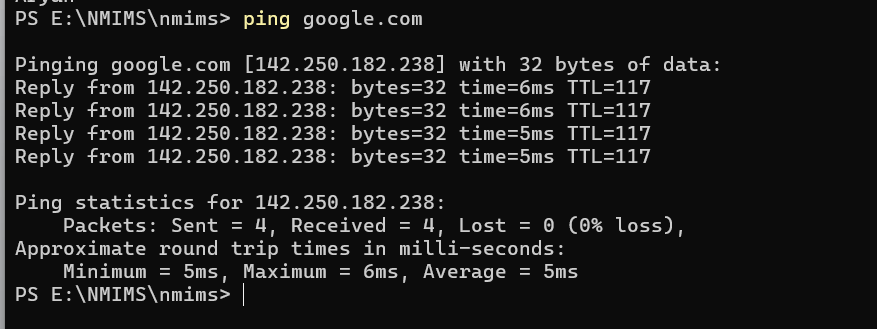 PS E:\NMIMS\nmims> ping google.com
Pinging google.com [142.250.182.238] with 32 bytes of data:
Reply from 142.250.182.238: bytes=32 time=6ms TTL=117
Reply from 142.250.182.238: bytes=32 time=6ms TTL=117
Reply from 142.250.182.238: bytes=32 time=5ms TTL=117
Reply from 142.250.182.238: bytes=32 time=5ms TTL=117
Ping statistics for 142.250.182.238:
Packets: Sent = 4, Received = 4, Lost = 0 (0% loss),
Approximate round trip times in milli-seconds:
Minimum = 5ms, Maximum = 6ms, Average = 5ms
PS E:\NMIMS\nmims>